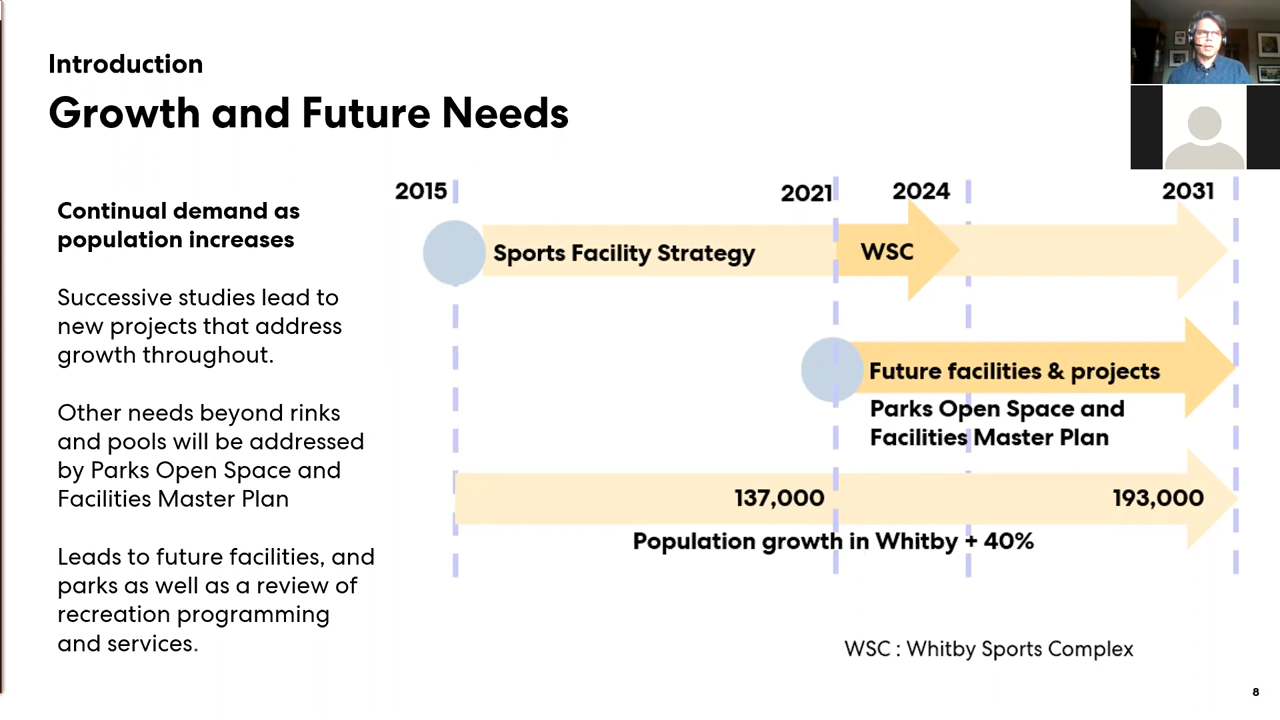 Introduction
Growth and Future Needs
Continual demand as
population increases
Successive studies lead to
new projects that address
growth throughout.
Other needs beyond rinks
and pools will be addressed
by Parks Open Space and
Facilities Master Plan
Leads to future facilities, and
parks as well as a review of
recreation programming
and services.
2015
2021
2024
2031
Sports Facility Strategy
WSC
Future facilities & projects
Parks Open Space and
Facilities Master Plan
137,000
193,000
Population growth in Whitby + 40%
WSC : Whitby Sports Complex
8